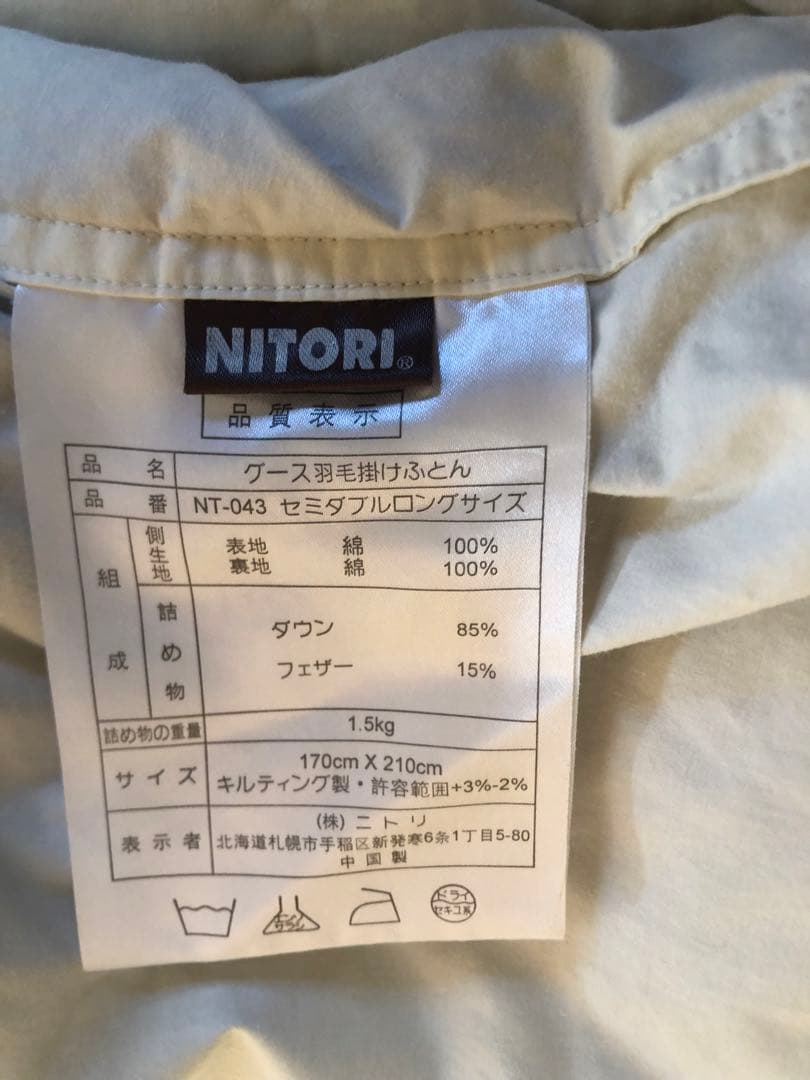 NITORI®
品質表示
品名 グース羽毛掛けふとん
品番 NT-043 セミダブルロングサイズ
組成 側生地 表地 綿 100%
裏地 綿 100%
詰め物 ダウン 85%
フェザー 15%
詰め物の重量 1.5kg
サイズ 170cm X 210cm
キルティング製・許容範囲+3%-2%
表示者 (株)ニトリ
北海道札幌市手稲区新発寒6条1丁目5-80
中国製
ドライ
セキユ系